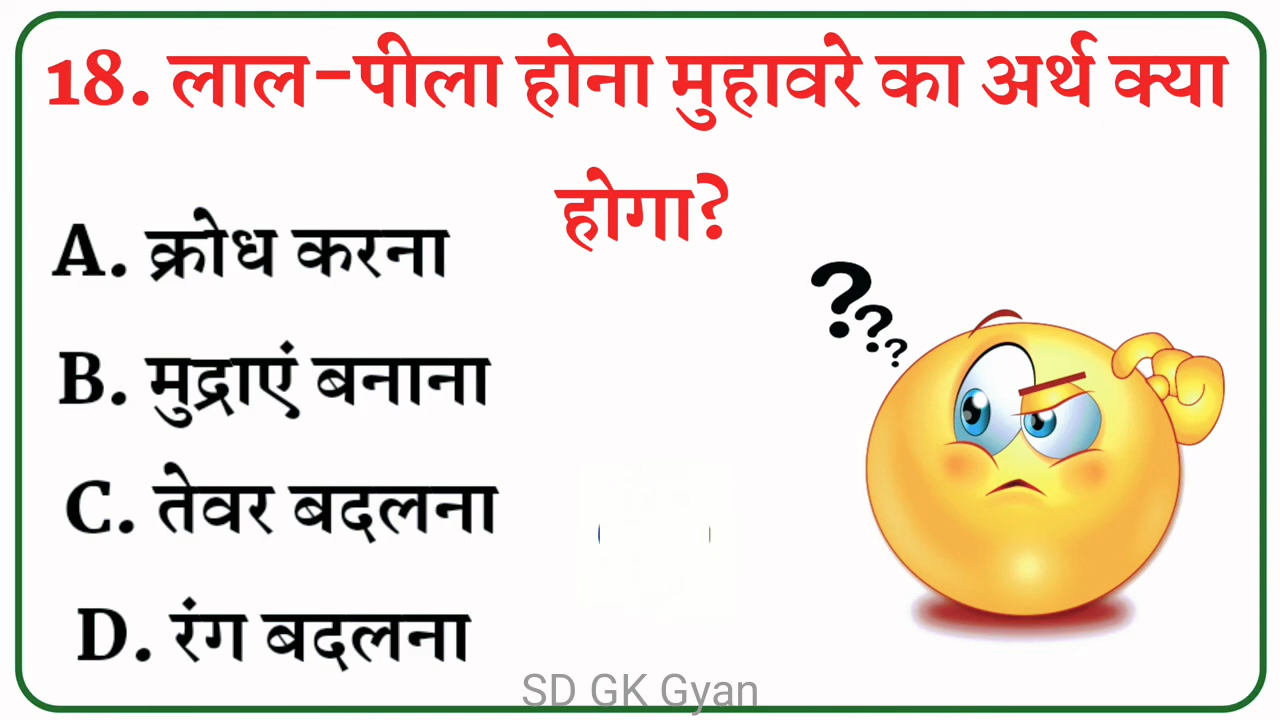 18. लाल-पीला होना मुहावरे का अर्थ क्या
होगा?
A. क्रोध करना
B. मुद्राएं बनाना
C. तेवर बदलना
D. रंग बदलना
???
SD GK Gyan